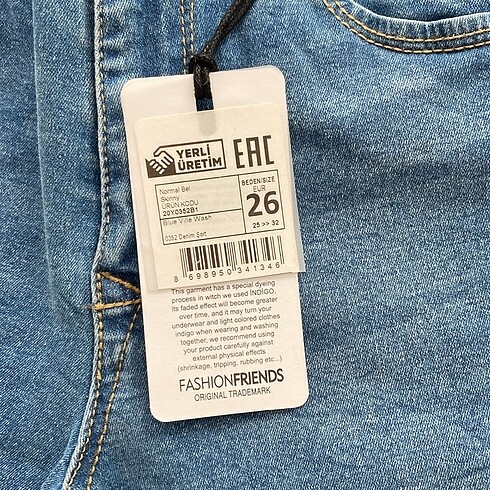 YERLİ
ÜRETİM
EAC
Normal Bel
Skinny
ÜRÜN KODU
20Y0352B1
Blue Ville Wash
0352 Denim Şort
BEDEN/SIZE
EUR
26
25 >> 32
8 698950 341346
This garment has a special dyeing
process in witch we used İNDİGO,
its faded effect will become greater
over time, and it may turn your
underwear and light colored clothes
indigo when wearing and washing
together, we recommend using
your product carefully against
external physical effects
(shrinkage, tripping, rubbing etc...)
FASHIONFRIENDS
ORIGINAL TRADEMARK